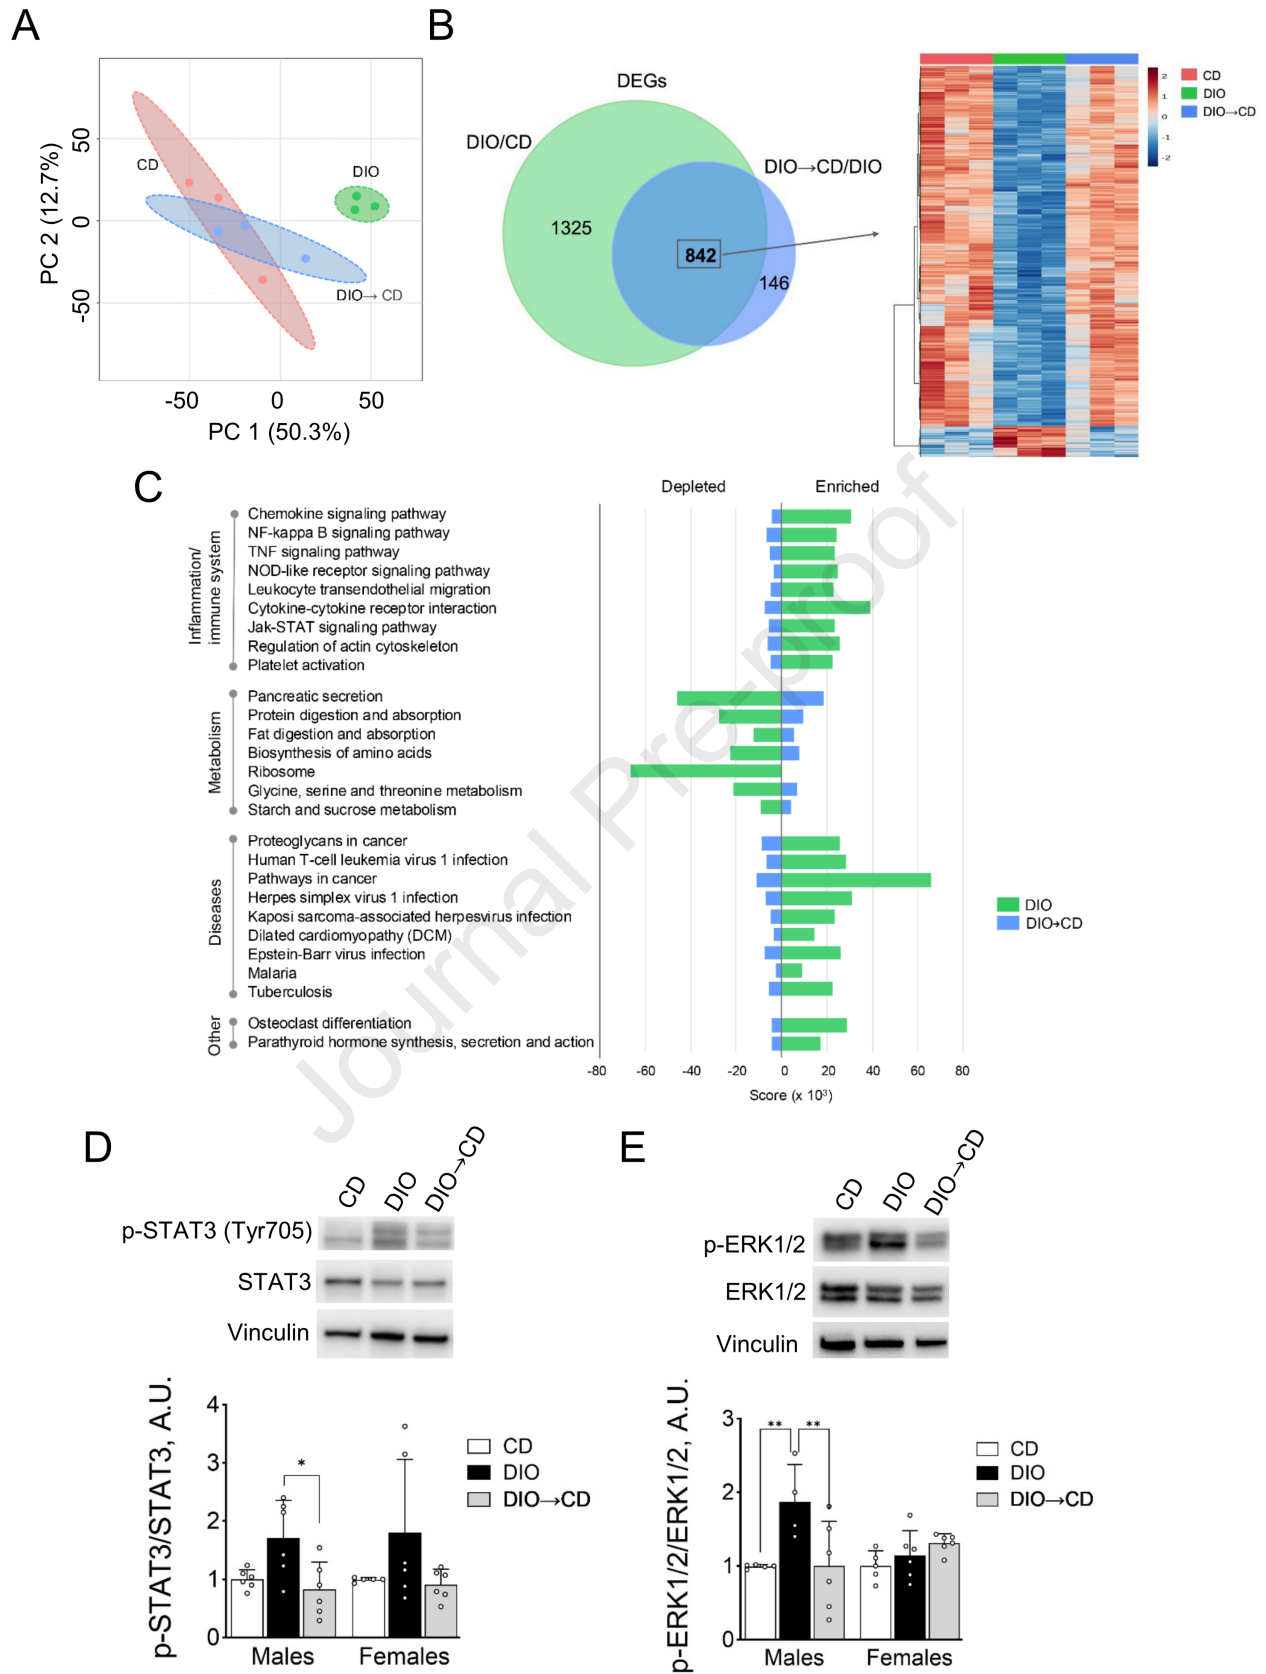 A
50
0
-50
PC 2 (12.7%)
CD
DIO
DIO→ CD
-50
0
50
PC 1 (50.3%)
B
DEGs
DIO/CD
DIO→CD/DIO
1325
842
146
2
1
0
-1
-2
CD
DIO
DIO→CD
C
Depleted
Enriched
Inflammation/
immune system
Chemokine signaling pathway
NF-kappa B signaling pathway
TNF signaling pathway
NOD-like receptor signaling pathway
Leukocyte transendothelial migration
Cytokine-cytokine receptor interaction
Jak-STAT signaling pathway
Regulation of actin cytoskeleton
Platelet activation
Metabolism
Pancreatic secretion
Protein digestion and absorption
Fat digestion and absorption
Biosynthesis of amino acids
Ribosome
Glycine, serine and threonine metabolism
Starch and sucrose metabolism
Diseases
Proteoglycans in cancer
Human T-cell leukemia virus 1 infection
Pathways in cancer
Herpes simplex virus 1 infection
Kaposi sarcoma-associated herpesvirus infection
Dilated cardiomyopathy (DCM)
Epstein-Barr virus infection
Malaria
Tuberculosis
Other
Osteoclast differentiation
Parathyroid hormone synthesis, secretion and action
DIO
DIO→CD
-80 -60 -40 -20 0 20 40 60 80
Score (x 10³)
Journal Pre-proof
D
CD DIO DIO→CD
p-STAT3 (Tyr705)
STAT3
Vinculin
p-STAT3/STAT3, A.U.
4
3
2
1
0
*
CD
DIO
DIO→CD
Males Females
E
CD DIO DIO→CD
p-ERK1/2
ERK1/2
Vinculin
p-ERK1/2/ERK1/2, A.U.
3
2
1
0
** **
CD
DIO
DIO→CD
Males Females